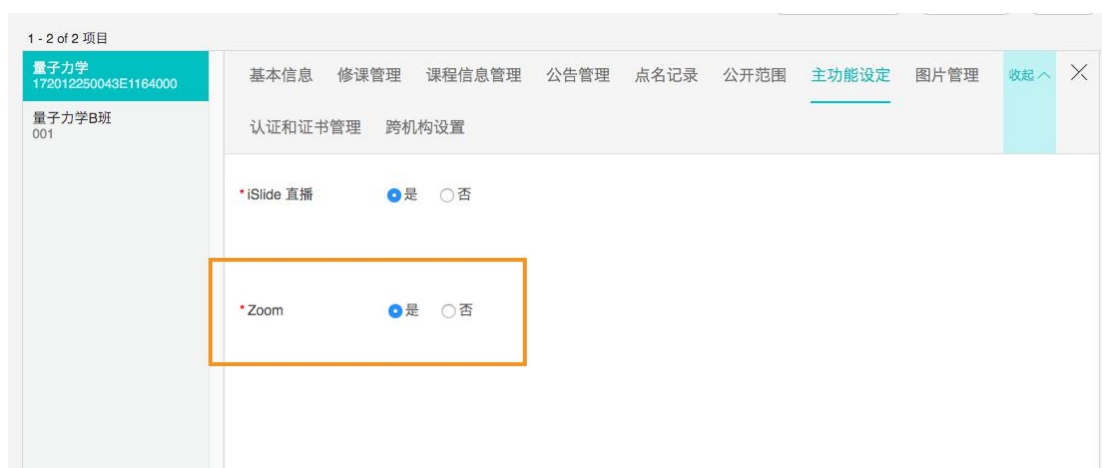 1 - 2 of 2 项目
量子力学
172012250043E1164000
量子力学B班
001
基本信息 修课管理 课程信息管理 公告管理 点名记录 公开范围 主功能设定 图片管理 收起
认证和证书管理 跨机构设置
*iSlide 直播 是 否
*Zoom 是 否